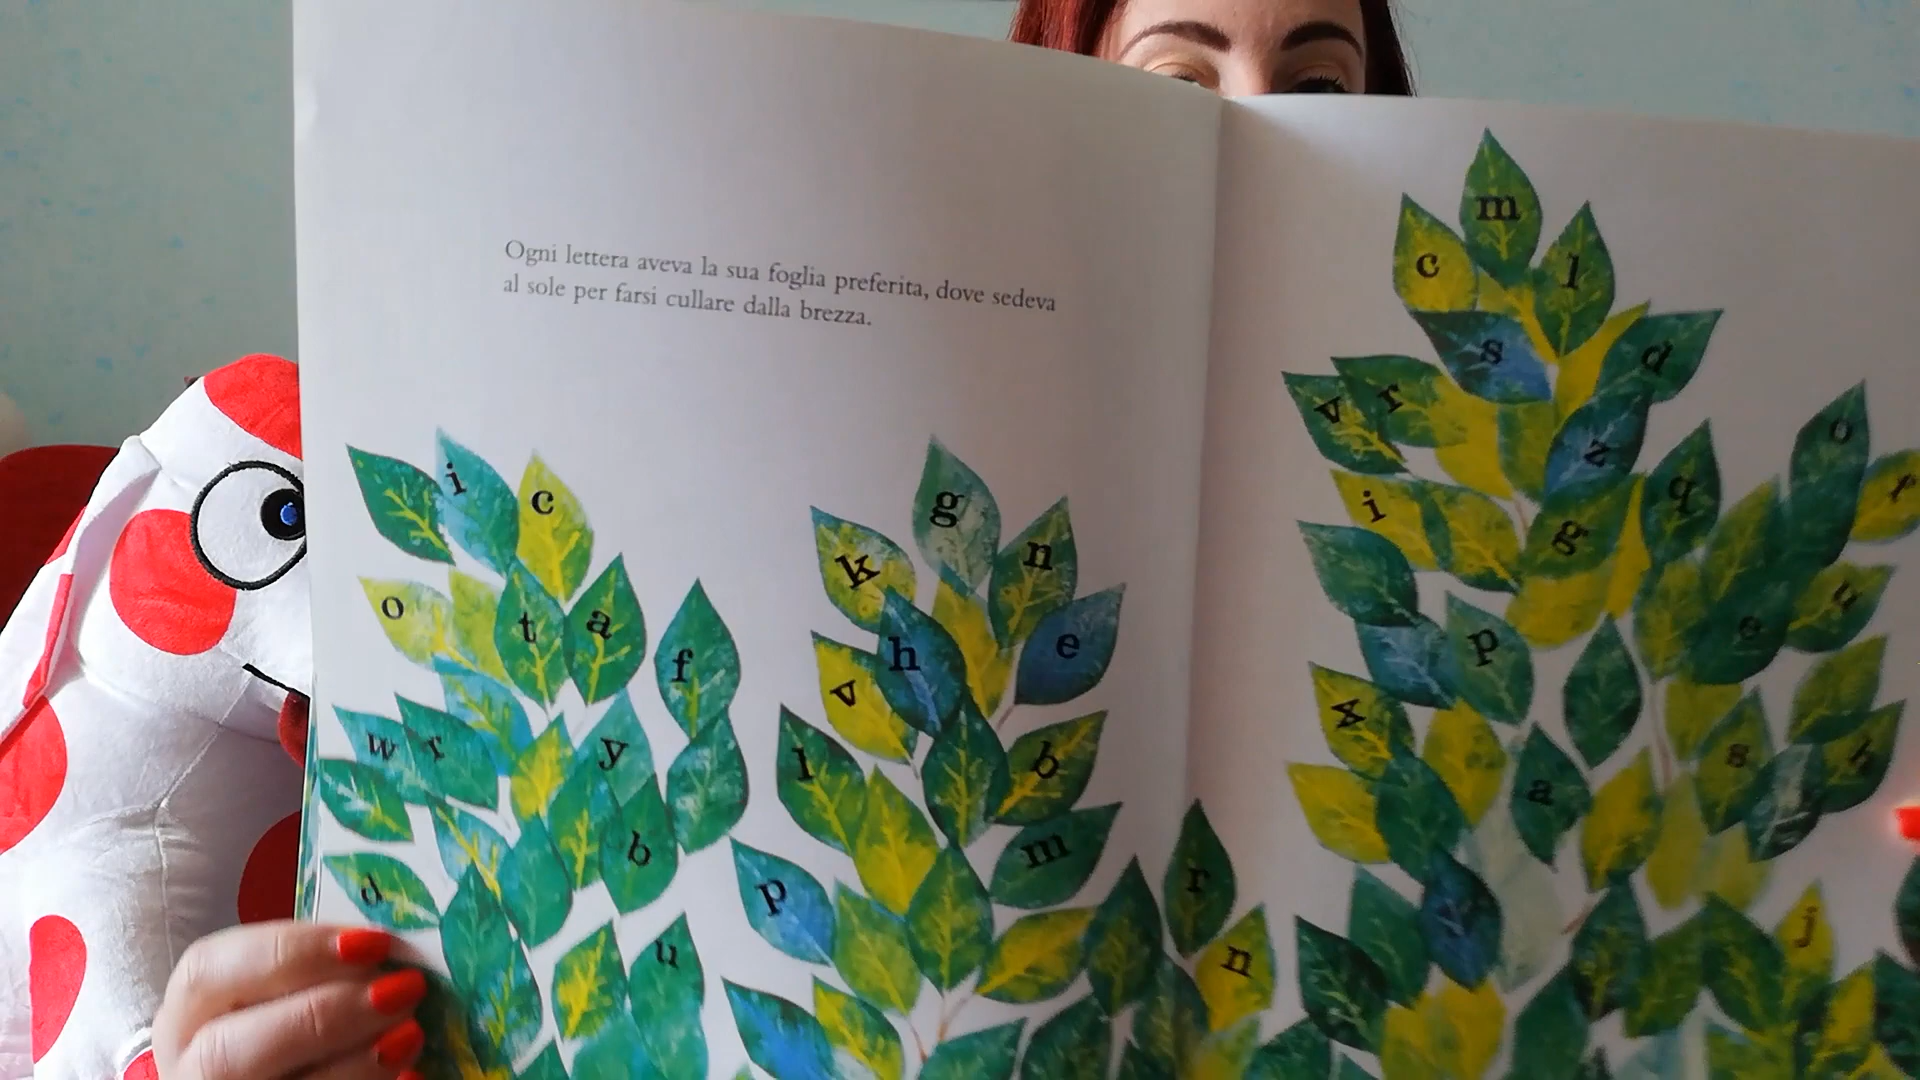 Ogni lettera aveva la sua foglia preferita, dove sedeva
al sole per farsi cullare dalla brezza.
i c
o t a f
w r y
d b
u
g
k n
h e
v
l b
m
p r
n
m
c l
s d
v r
z o
i g q r
p e u
x
a s h
j